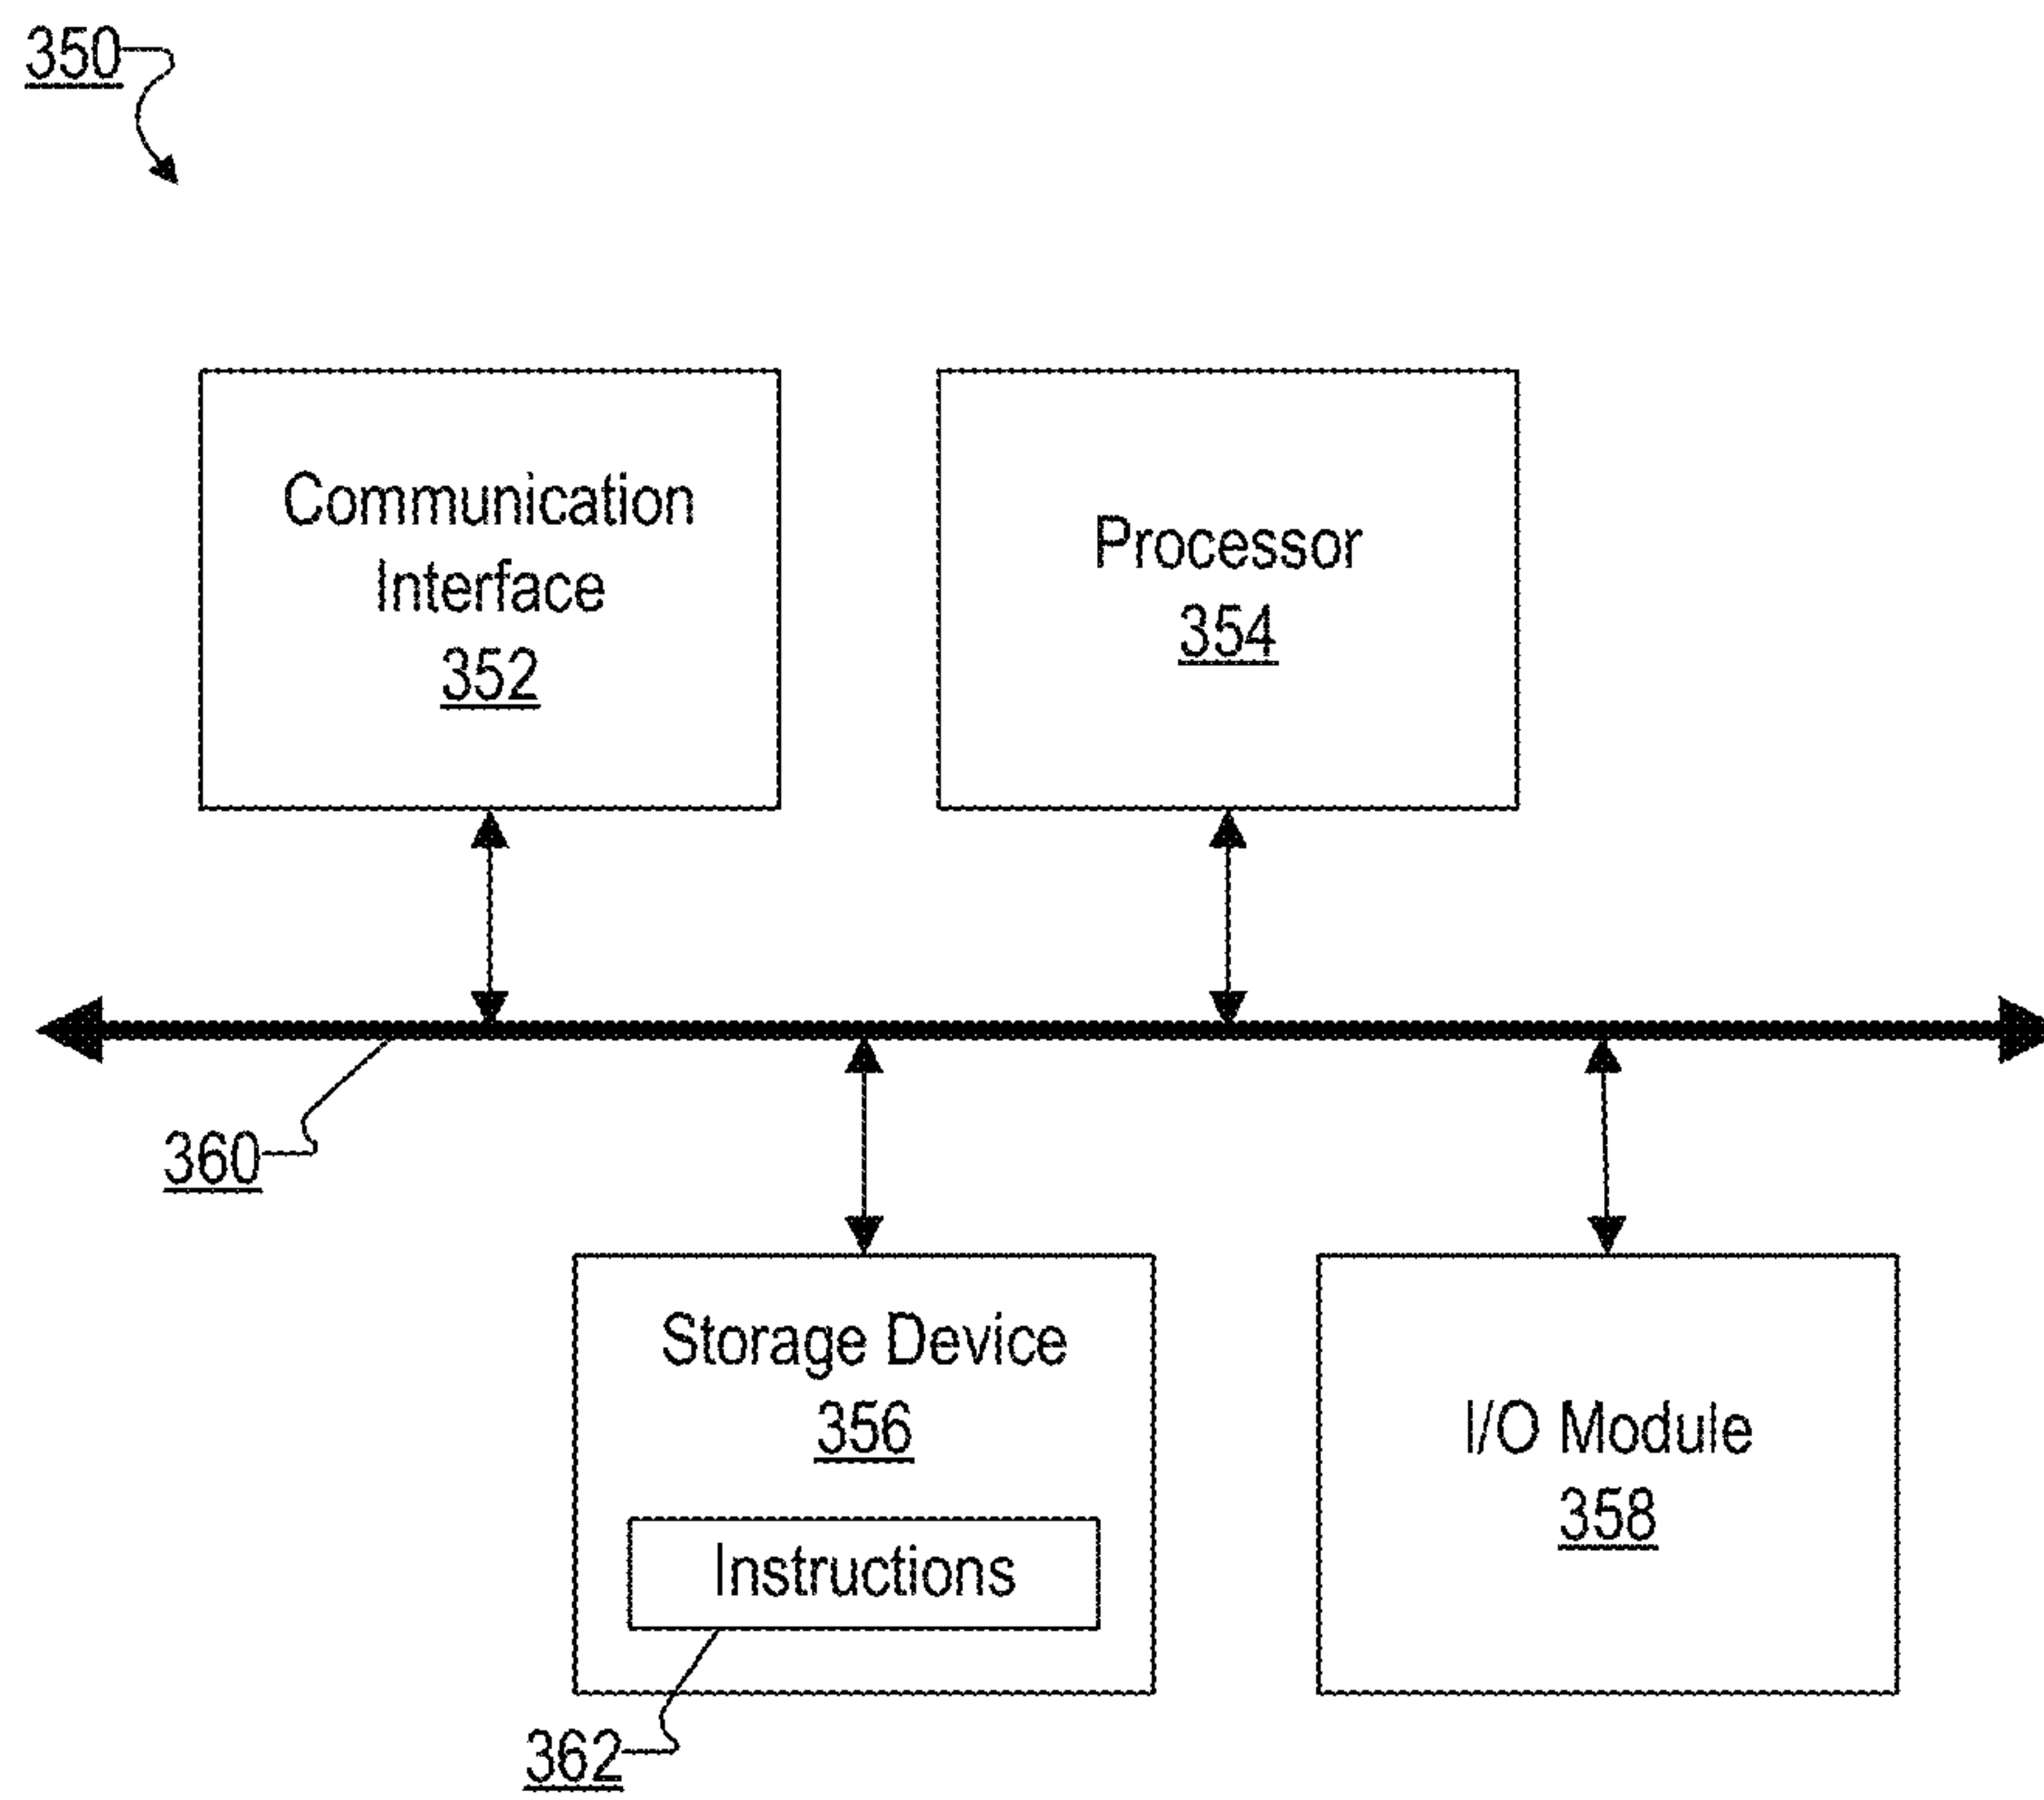 350
Communication
Interface
352
Processor
354
360
Storage Device
356
Instructions
362
I/O Module
358